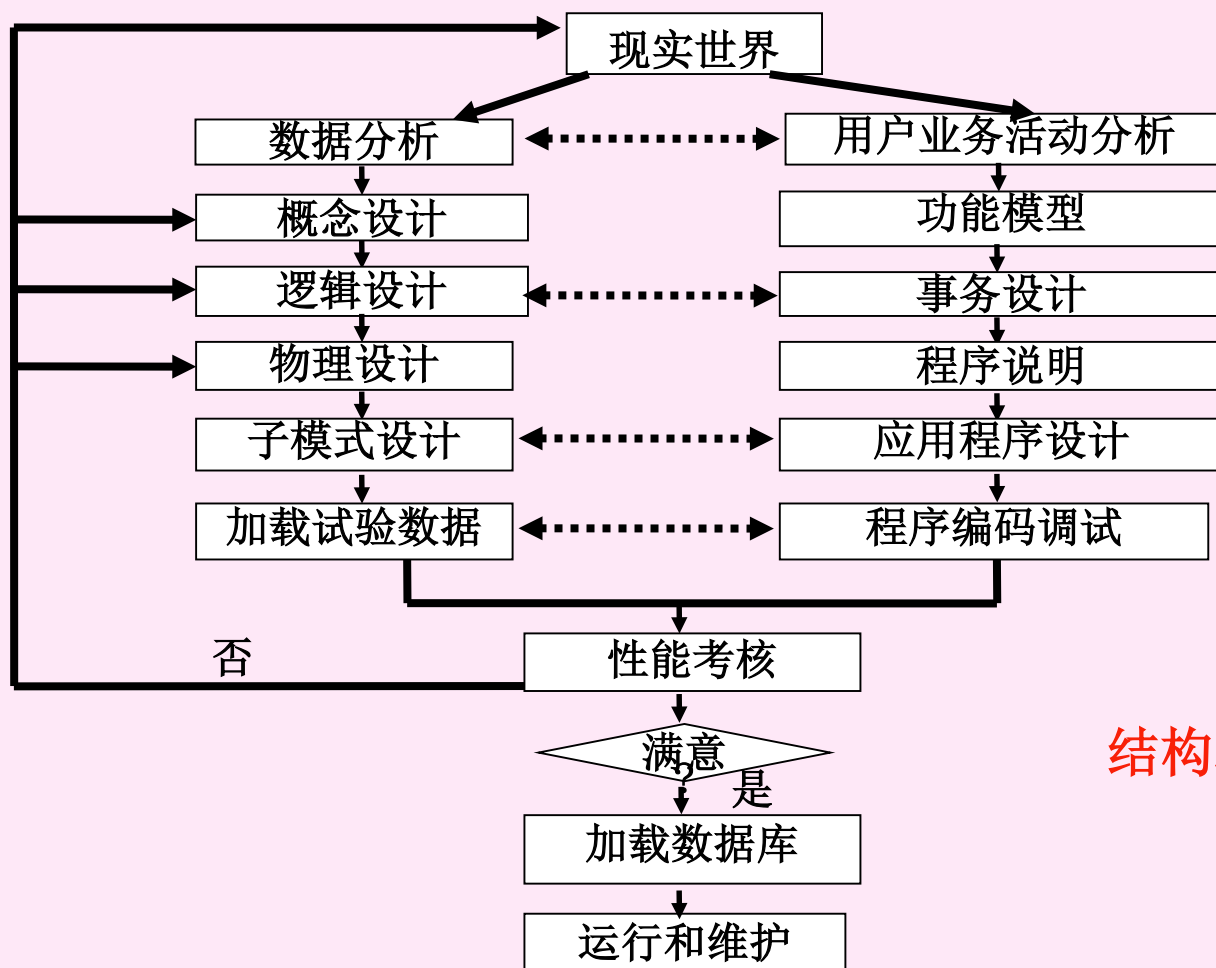 现实世界
数据分析
用户业务活动分析
概念设计
功能模型
逻辑设计
事务设计
物理设计
程序说明
子模式设计
应用程序设计
加载试验数据
程序编码调试
否
性能考核
满意
?
是
结构
加载数据库
运行和维护